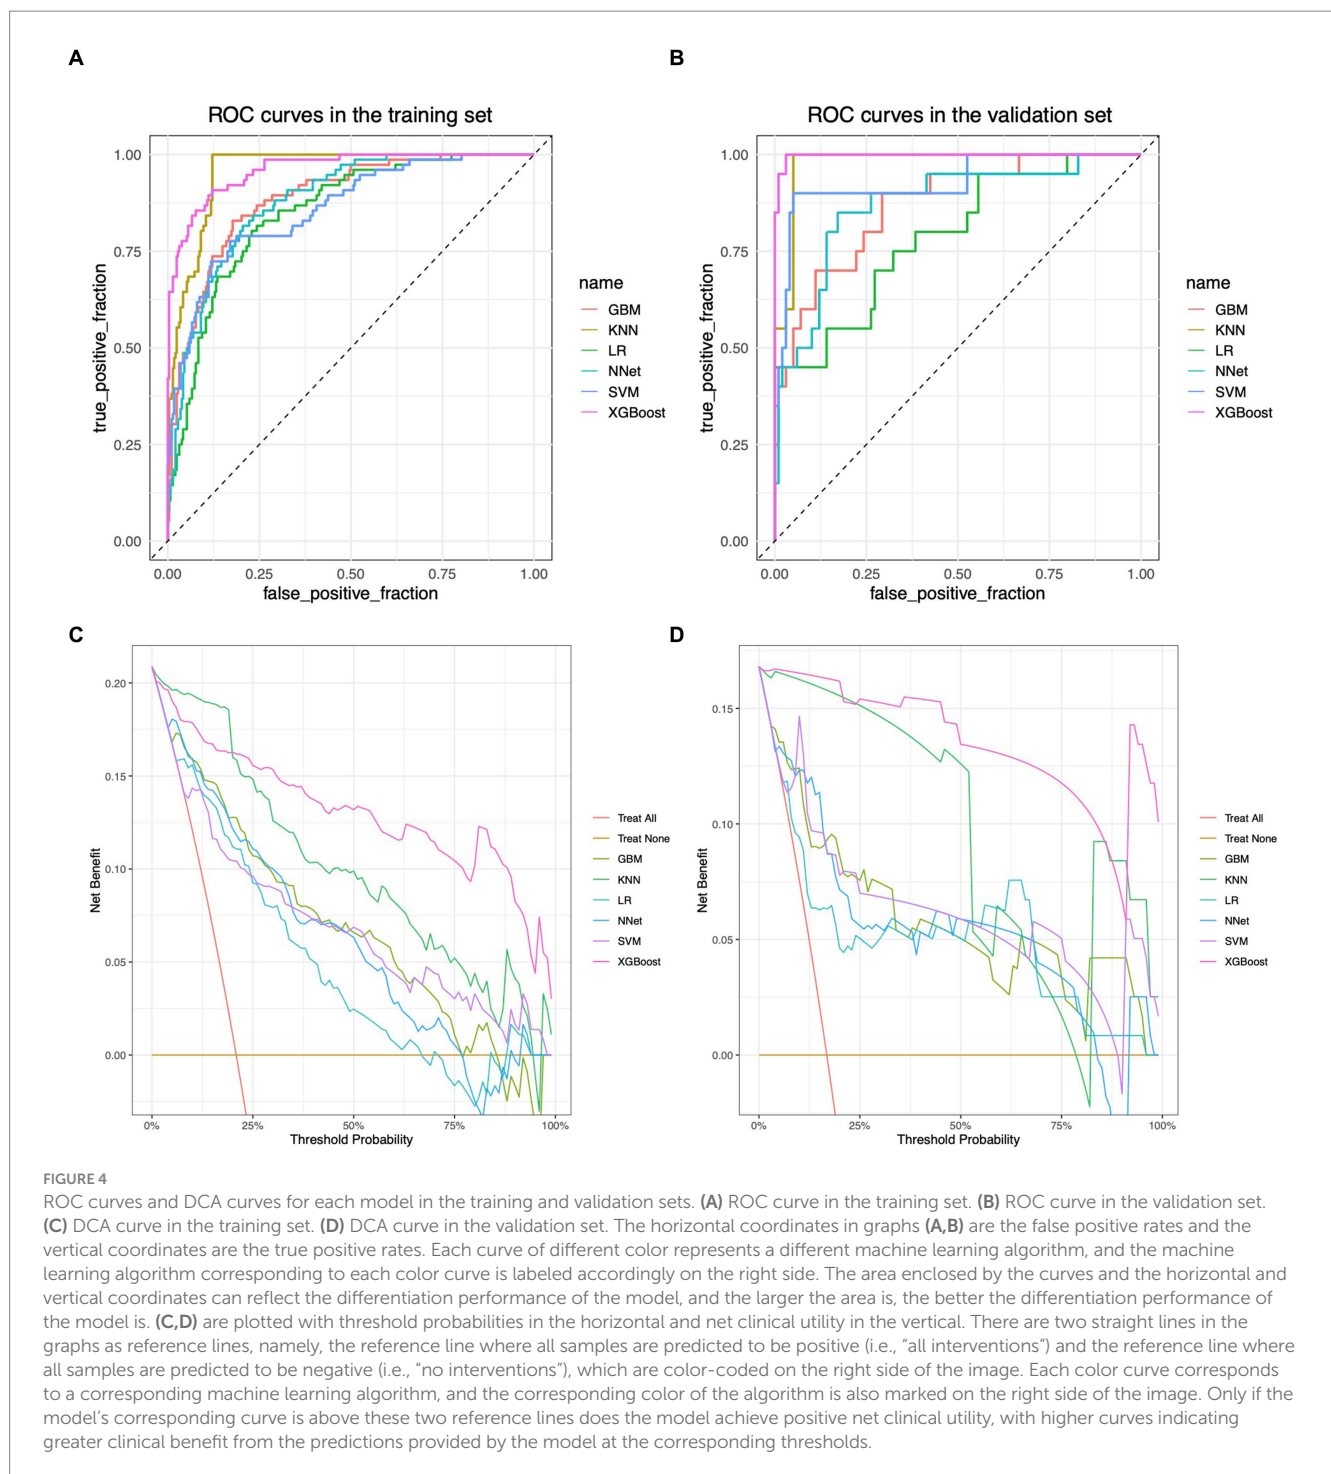 A
B
ROC curves in the training set
1.00
0.75
0.50
0.25
0.00
true_positive_fraction
0.00 0.25 0.50 0.75 1.00
false_positive_fraction
name
GBM
KNN
LR
NNet
SVM
XGBoost
ROC curves in the validation set
1.00
0.75
0.50
0.25
0.00
true_positive_fraction
0.00 0.25 0.50 0.75 1.00
false_positive_fraction
name
GBM
KNN
LR
NNet
SVM
XGBoost
C
D
0.20
0.15
0.10
0.05
0.00
Net Benefit
0% 25% 50% 75% 100%
Threshold Probability
Treat All
Treat None
GBM
KNN
LR
NNet
SVM
XGBoost
0.15
0.10
0.05
0.00
Net Benefit
0% 25% 50% 75% 100%
Threshold Probability
Treat All
Treat None
GBM
KNN
LR
NNet
SVM
XGBoost
FIGURE 4
ROC curves and DCA curves for each model in the training and validation sets. (A) ROC curve in the training set. (B) ROC curve in the validation set.
(C) DCA curve in the training set. (D) DCA curve in the validation set. The horizontal coordinates in graphs (A,B) are the false positive rates and the
vertical coordinates are the true positive rates. Each curve of different color represents a different machine learning algorithm, and the machine
learning algorithm corresponding to each color curve is labeled accordingly on the right side. The area enclosed by the curves and the horizontal and
vertical coordinates can reflect the differentiation performance of the model, and the larger the area is, the better the differentiation performance of
the model is. (C,D) are plotted with threshold probabilities in the horizontal and net clinical utility in the vertical. There are two straight lines in the
graphs as reference lines, namely, the reference line where all samples are predicted to be positive (i.e., “all interventions”) and the reference line where
all samples are predicted to be negative (i.e., “no interventions”), which are color-coded on the right side of the image. Each color curve corresponds
to a corresponding machine learning algorithm, and the corresponding color of the algorithm is also marked on the right side of the image. Only if the
model’s corresponding curve is above these two reference lines does the model achieve positive net clinical utility, with higher curves indicating
greater clinical benefit from the predictions provided by the model at the corresponding thresholds.